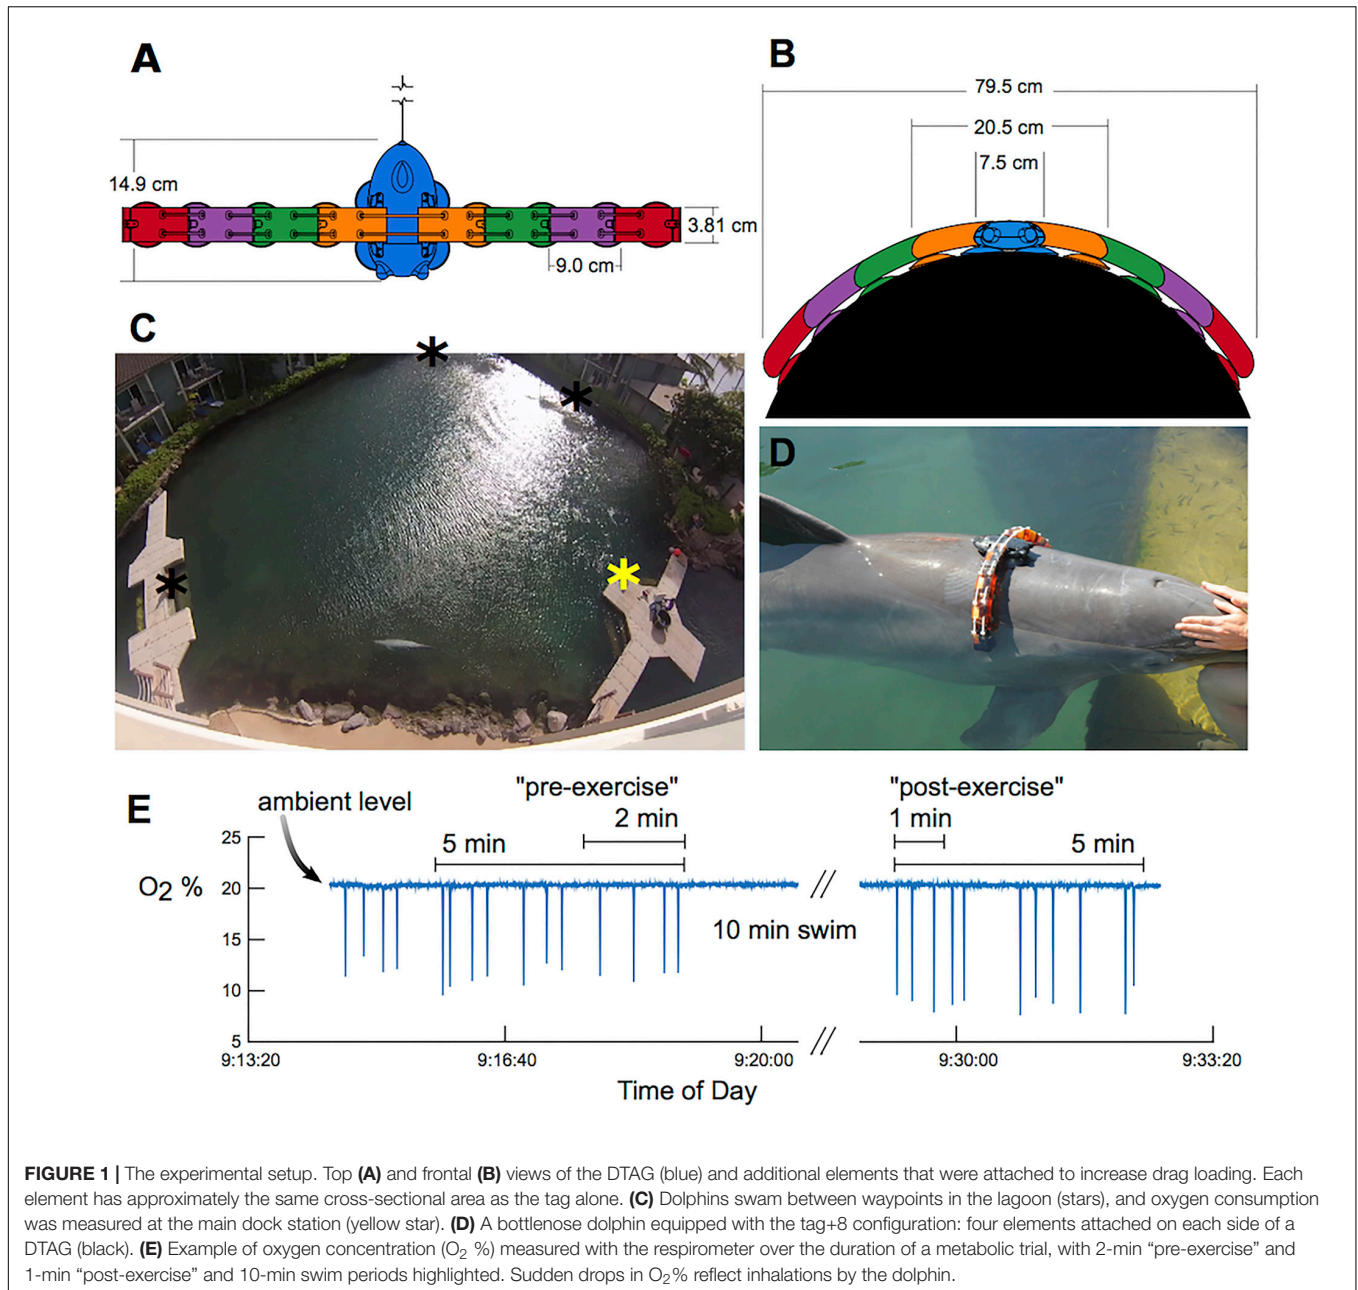 A
14.9 cm
3.81 cm
9.0 cm
B
79.5 cm
20.5 cm
7.5 cm
C
D
E
ambient level
"pre-exercise"
2 min
5 min
"post-exercise"
1 min
5 min
O2 %
25
20
15
10
5
10 min swim
9:13:20
9:16:40
9:20:00
9:30:00
9:33:20
Time of Day
FIGURE 1 | The experimental setup. Top (A) and frontal (B) views of the DTAG (blue) and additional elements that were attached to increase drag loading. Each
element has approximately the same cross-sectional area as the tag alone. (C) Dolphins swam between waypoints in the lagoon (stars), and oxygen consumption
was measured at the main dock station (yellow star). (D) A bottlenose dolphin equipped with the tag+8 configuration: four elements attached on each side of a
DTAG (black). (E) Example of oxygen concentration (O2 %) measured with the respirometer over the duration of a metabolic trial, with 2-min “pre-exercise” and
1-min “post-exercise” and 10-min swim periods highlighted. Sudden drops in O2% reflect inhalations by the dolphin.